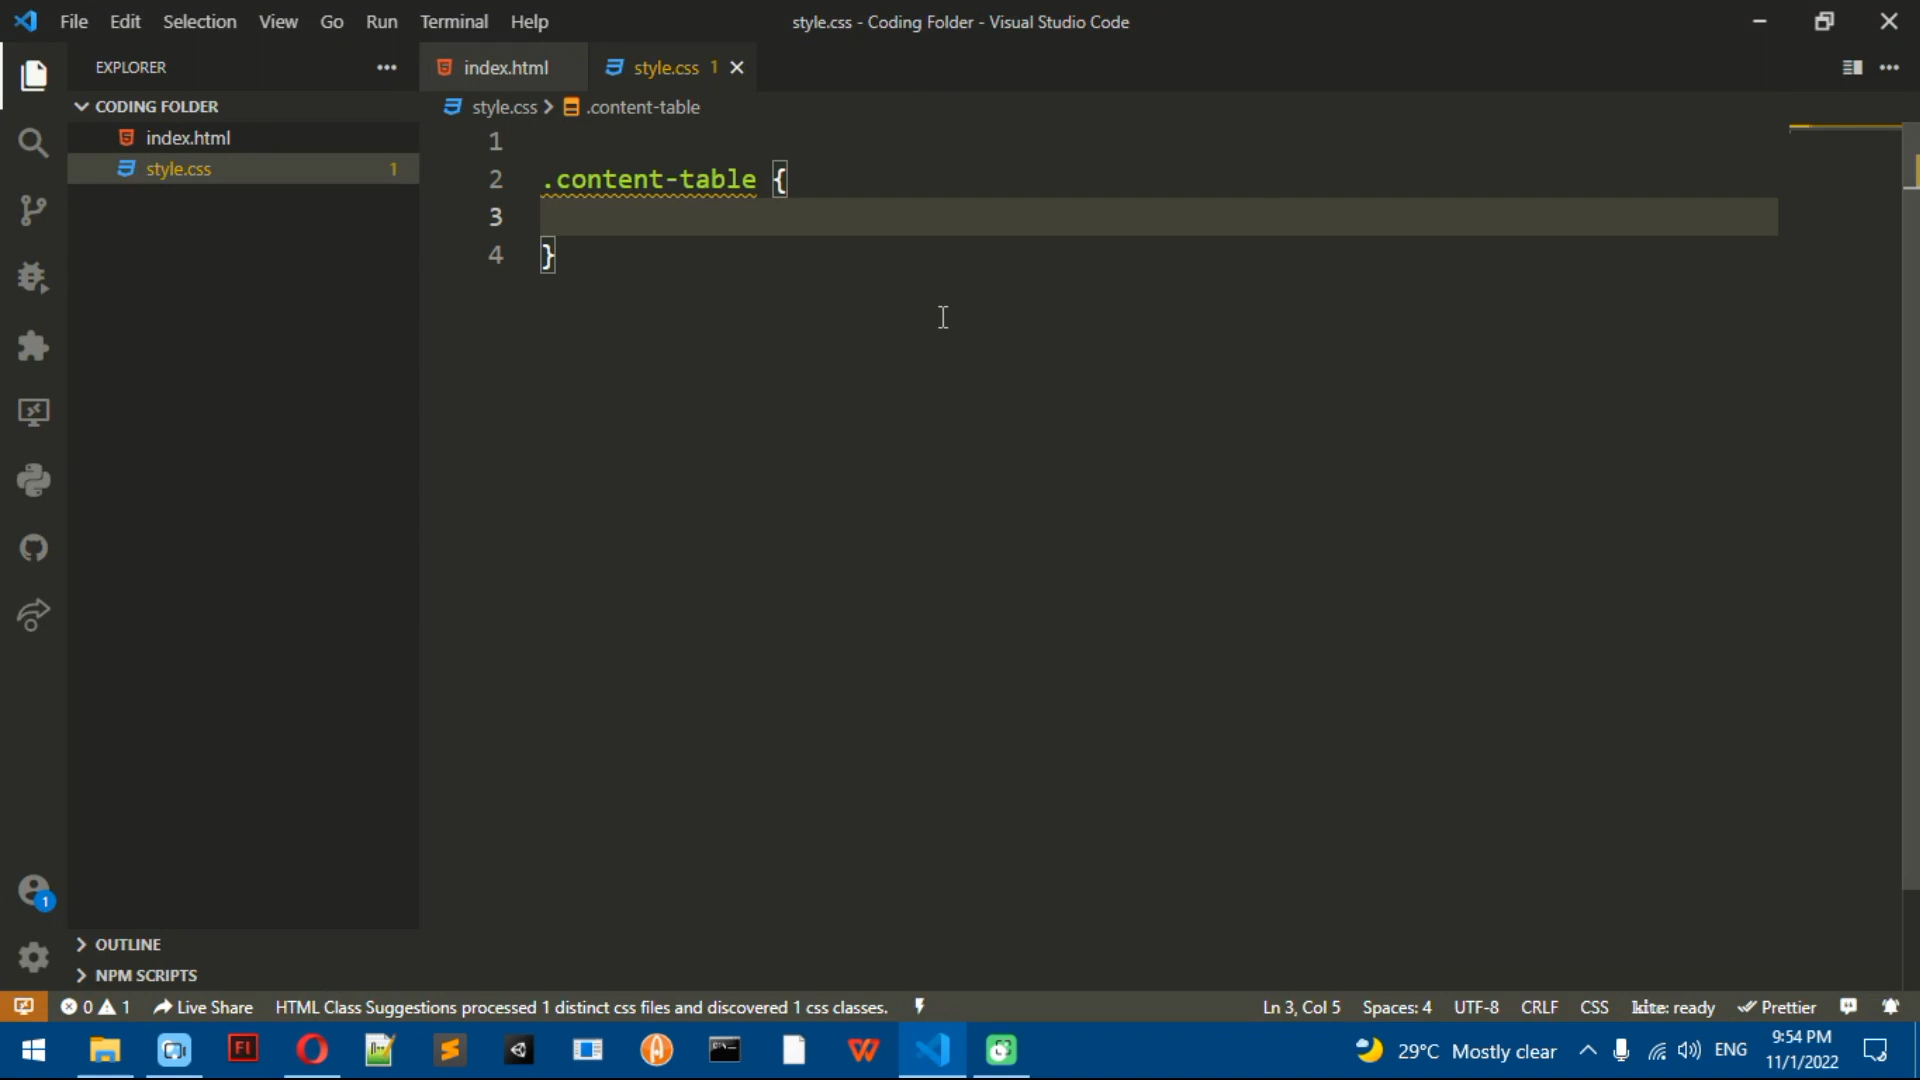 File Edit Selection View Go Run Terminal Help
style.css - Coding Folder - Visual Studio Code
EXPLORER
index.html
style.css 1
CODING FOLDER
style.css > .content-table
index.html
style.css 1
1
2 .content-table {
3
4 }
1
OUTLINE
NPM SCRIPTS
0 1 Live Share HTML Class Suggestions processed 1 distinct css files and discovered 1 css classes.
Ln 3, Col 5 Spaces: 4 UTF-8 CRLF CSS kite: ready Prettier
FI
29°C Mostly clear ENG
9:54 PM
11/1/2022